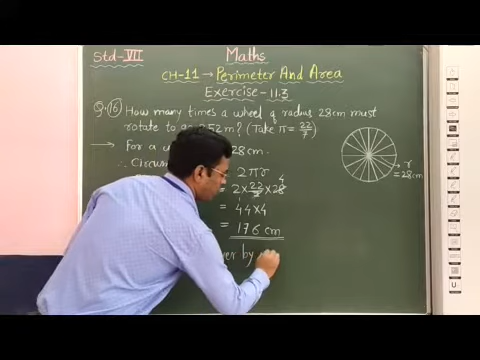 Std-VII
Maths
CH-11 → Perimeter And Area
Exercise-11.3
Q.16 How many times a wheel of radius 28cm must
rotate to 352m? (Take π = 22/7)
→ For a 28cm.
∴ Circum
2πr
= 2 × 22/7 × 28 4
= 44 × 4
= 176 cm
by
→ r
= 28cm